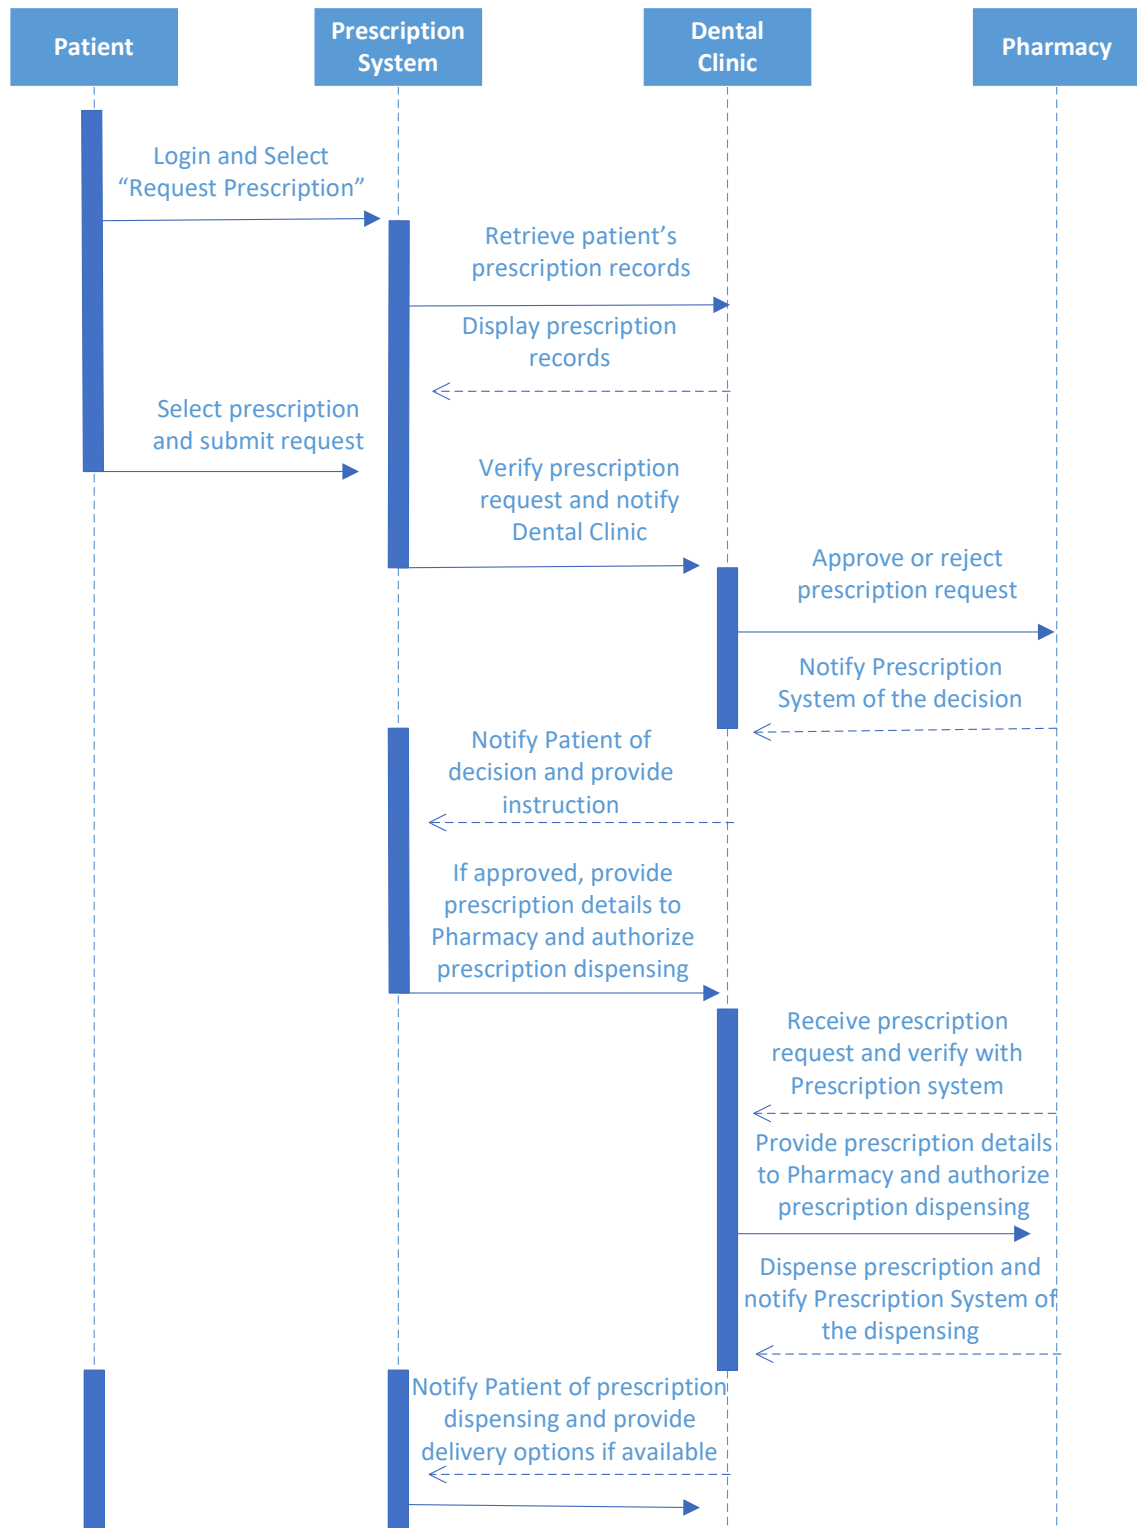 Patient
Prescription
System
Dental
Clinic
Pharmacy
Login and Select
“Request Prescription”
Retrieve patient’s
prescription records
Display prescription
records
Select prescription
and submit request
Verify prescription
request and notify
Dental Clinic
Approve or reject
prescription request
Notify Prescription
System of the decision
Notify Patient of
decision and provide
instruction
If approved, provide
prescription details to
Pharmacy and authorize
prescription dispensing
Receive prescription
request and verify with
Prescription system
Provide prescription details
to Pharmacy and authorize
prescription dispensing
Dispense prescription and
notify Prescription System of
the dispensing
Notify Patient of prescription
dispensing and provide
delivery options if available